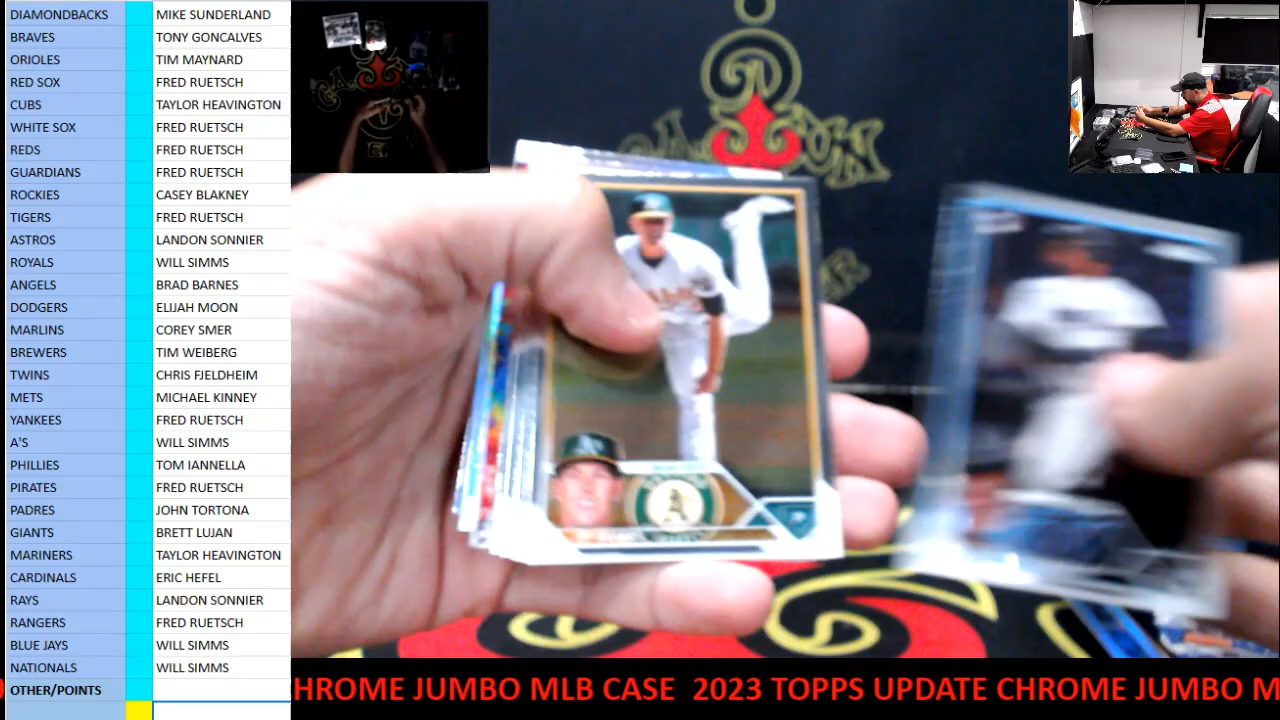 DIAMONDBACKS MIKE SUNDERLAND
BRAVES TONY GONCALVES
ORIOLES TIM MAYNARD
RED SOX FRED RUETSCH
CUBS TAYLOR HEAVINGTON
WHITE SOX FRED RUETSCH
REDS FRED RUETSCH
GUARDIANS FRED RUETSCH
ROCKIES CASEY BLAKNEY
TIGERS FRED RUETSCH
ASTROS LANDON SONNIER
ROYALS WILL SIMMS
ANGELS BRAD BARNES
DODGERS ELIJAH MOON
MARLINS COREY SMER
BREWERS TIM WEIBERG
TWINS CHRIS FJELDHEIM
METS MICHAEL KINNEY
YANKEES FRED RUETSCH
A'S WILL SIMMS
PHILLIES TOM IANNELLA
PIRATES FRED RUETSCH
PADRES JOHN TORTONA
GIANTS BRETT LUJAN
MARINERS TAYLOR HEAVINGTON
CARDINALS ERIC HEFEL
RAYS LANDON SONNIER
RANGERS FRED RUETSCH
BLUE JAYS WILL SIMMS
NATIONALS WILL SIMMS
OTHER/POINTS
HROME JUMBO MLB CASE 2023 TOPPS UPDATE CHROME JUMBO M